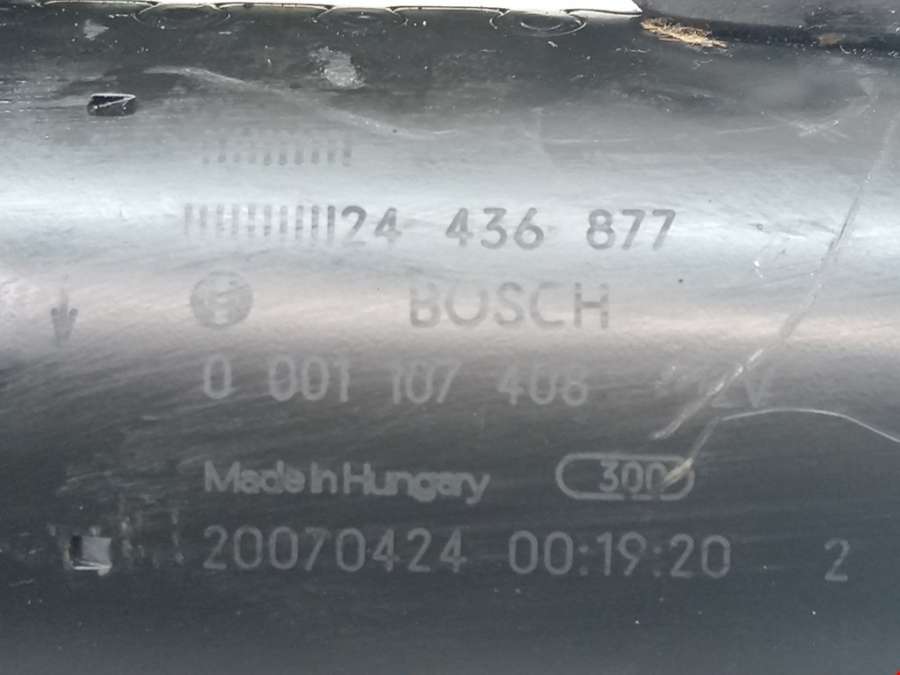 24 436 877
BOSCH
0 001 107 408 V
Made in Hungary 300
20070424 00:19:20 2